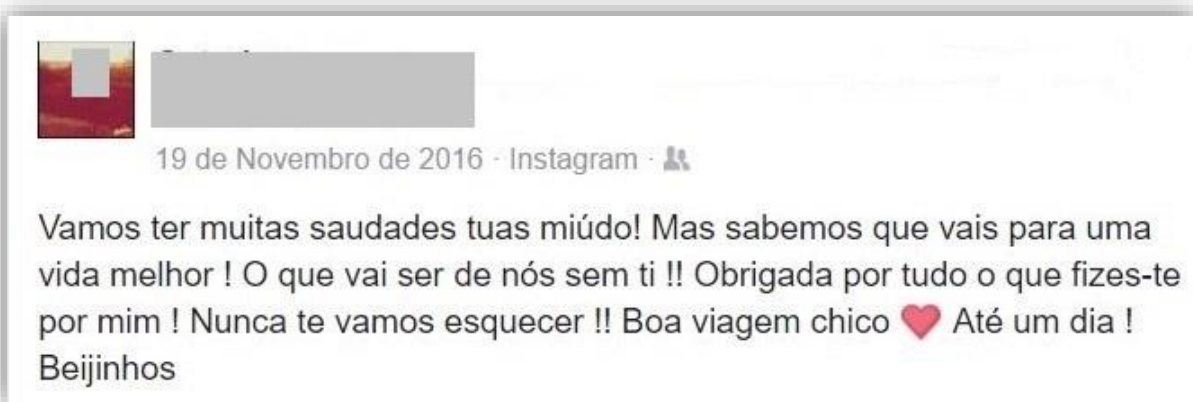 19 de Novembro de 2016 · Instagram ·
Vamos ter muitas saudades tuas miúdo! Mas sabemos que vais para uma
vida melhor ! O que vai ser de nós sem ti !! Obrigada por tudo o que fizes-te
por mim ! Nunca te vamos esquecer !! Boa viagem chico ❤ Até um dia !
Beijinhos